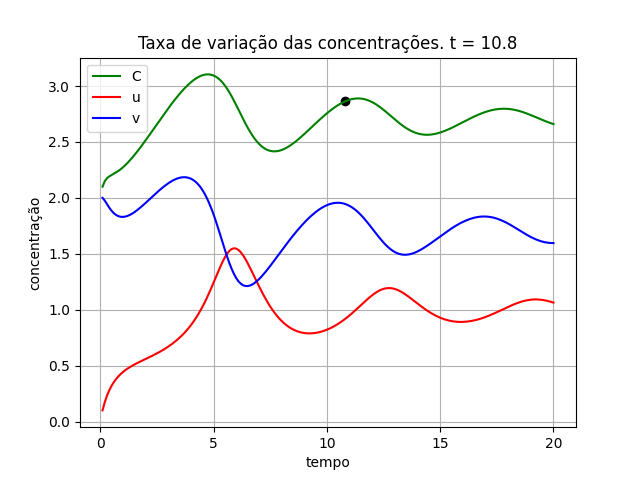 Taxa de variação das concentrações. t = 10.8
C
u
v
3.0
2.5
2.0
1.5
1.0
0.5
0.0
concentração
0 5 10 15 20
tempo